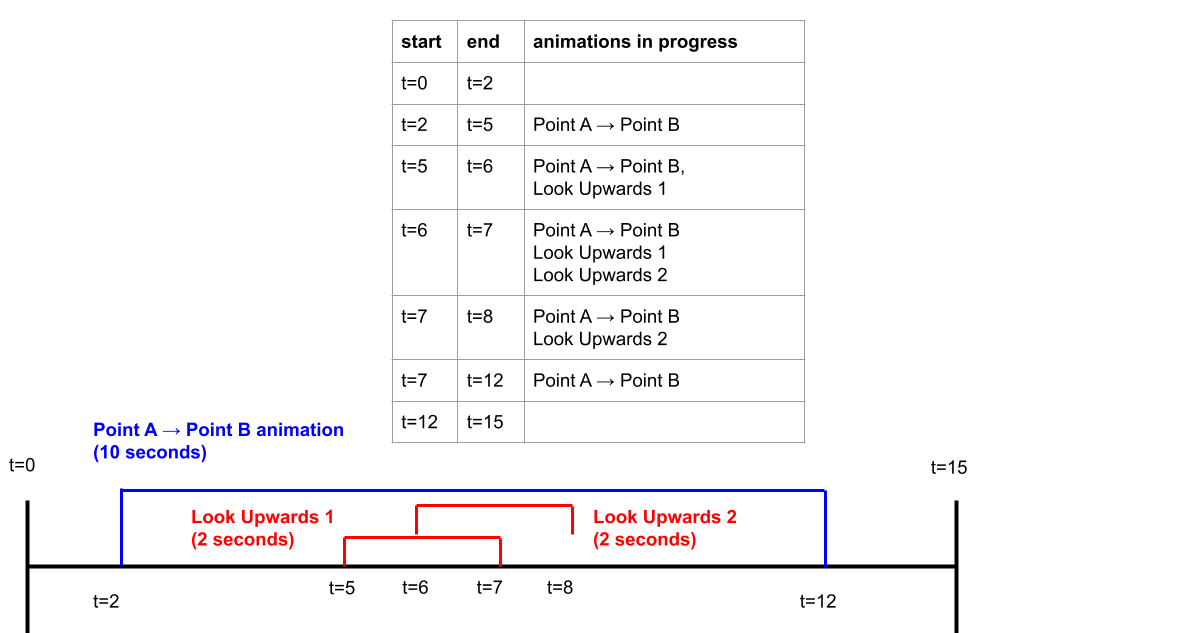 start end animations in progress
t=0 t=2
t=2 t=5 Point A → Point B
t=5 t=6 Point A → Point B,
Look Upwards 1
t=6 t=7 Point A → Point B
Look Upwards 1
Look Upwards 2
t=7 t=8 Point A → Point B
Look Upwards 2
t=7 t=12 Point A → Point B
t=12 t=15
Point A → Point B animation
(10 seconds)
t=0
t=15
Look Upwards 1
(2 seconds)
Look Upwards 2
(2 seconds)
t=5 t=6 t=7 t=8
t=2
t=12